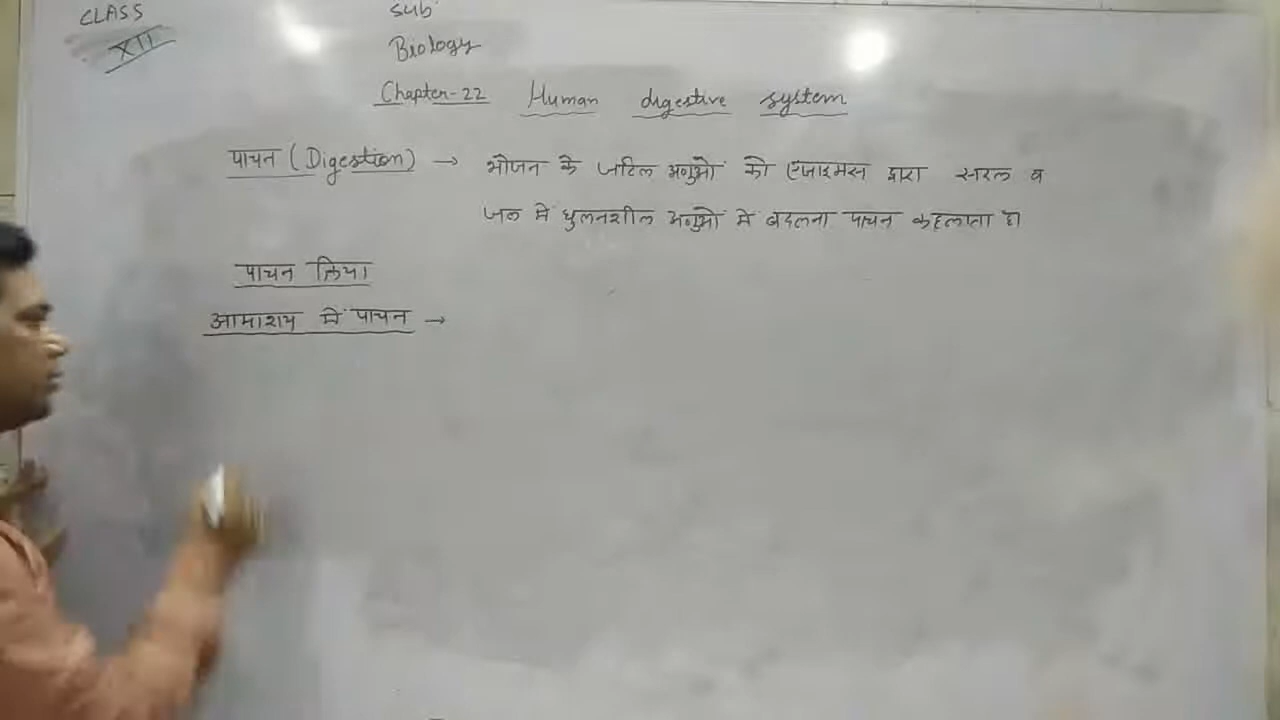 CLASS
XII
Sub
Biology
Chapter-22 Human digestive system
पाचन (Digestion) → भोजन के जटिल अणुओं को एंजाइमस द्वारा सरल व
जल में घुलनशील अणुओं में बदलना पाचन कहलाता है।
पाचन क्रिया
आमाशय में पाचन →